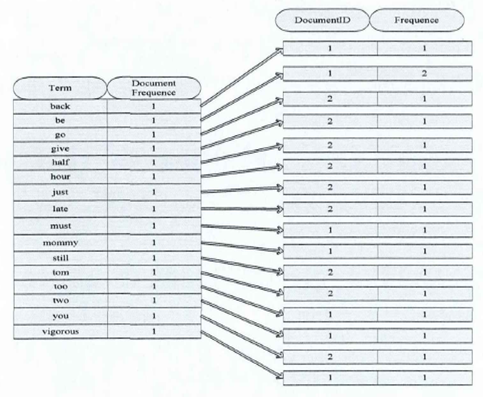 DocumentID Frequence
Term Document Frequence
back 1 1 1
be 1 1 2
go 1 2 1
give 1 2 1
half 1 2 1
hour 1 2 1
just 1 2 1
late 1 2 1
must 1 1 1
mommy 1 1 1
still 1 2 1
tom 1 2 1
too 1 1 1
two 1 1 1
you 1 2 1
vigorous 1 1 1